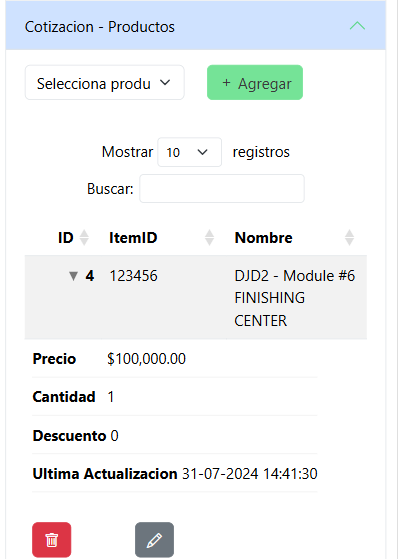 Cotizacion - Productos
Selecciona produ
+ Agregar
Mostrar 10 registros
Buscar:
ID ItemID Nombre
4 123456 DJD2 - Module #6
FINISHING
CENTER
Precio $100,000.00
Cantidad 1
Descuento 0
Ultima Actualizacion 31-07-2024 14:41:30